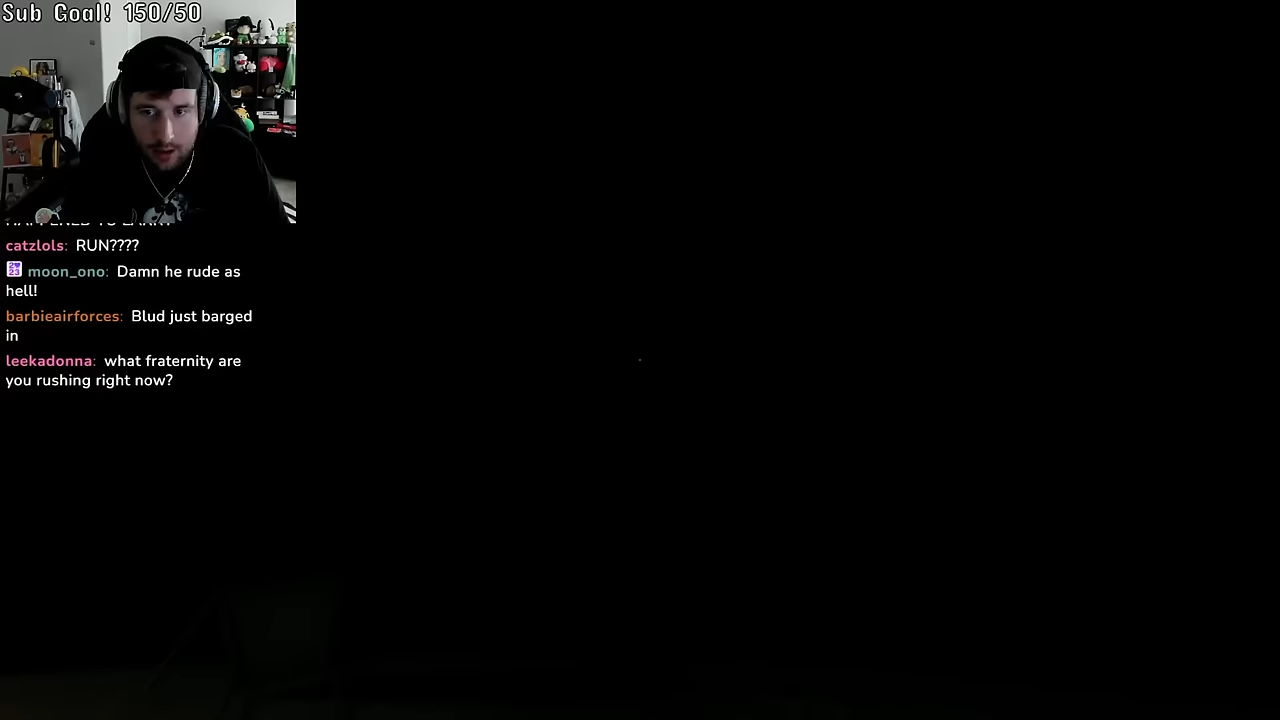 Sub Goal! 150/50
catzlols: RUN????
moon_ono: Damn he rude as
hell!
barbieairforces: Blud just barged
in
leekadonna: what fraternity are
you rushing right now?